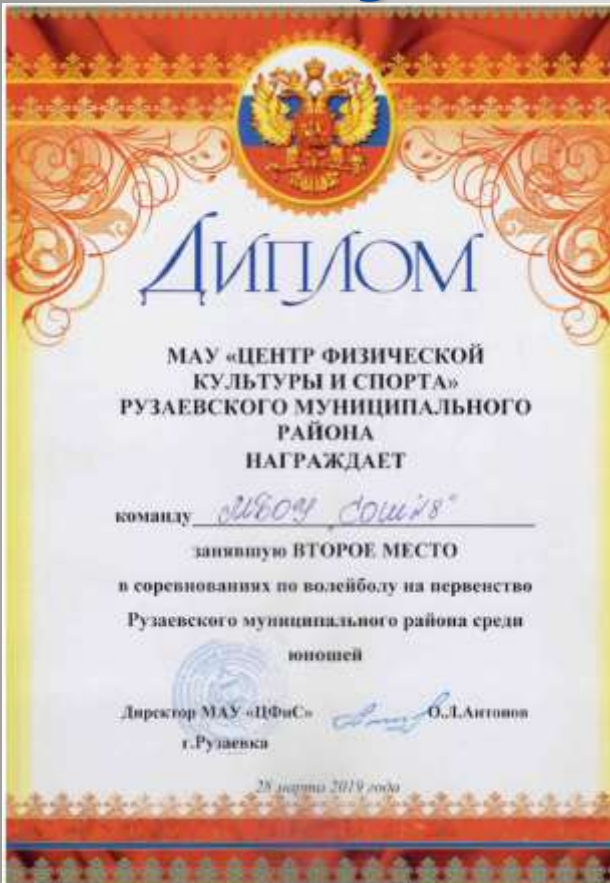 ДИПЛОМ
МАУ «ЦЕНТР ФИЗИЧЕСКОЙ
КУЛЬТУРЫ И СПОРТА»
РУЗАЕВСКОГО МУНИЦИПАЛЬНОГО
РАЙОНА
НАГРАЖДАЕТ
команду МБОУ "СОШ №8"
занявшую ВТОРОЕ МЕСТО
в соревнованиях по волейболу на первенство
Рузаевского муниципального района среди
юношей
Директор МАУ «ЦФиС» О.Л.Антонов
г.Рузаевка
28 марта 2019 года